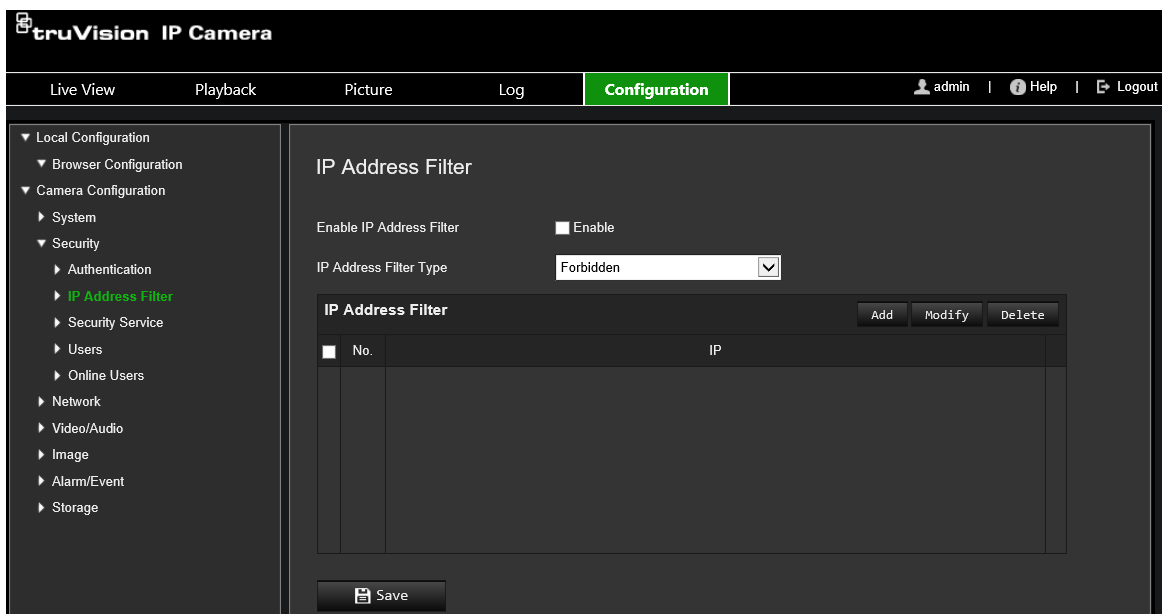 truVision IP Camera
Live View Playback Picture Log Configuration admin | Help | Logout
Local Configuration
Browser Configuration
Camera Configuration
System
Security
Authentication
IP Address Filter
Security Service
Users
Online Users
Network
Video/Audio
Image
Alarm/Event
Storage
IP Address Filter
Enable IP Address Filter Enable
IP Address Filter Type Forbidden
IP Address Filter Add Modify Delete
No. IP
Save